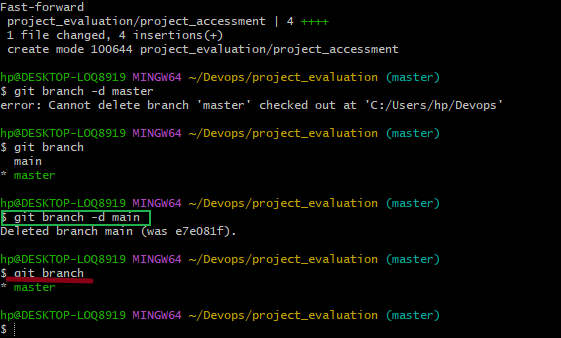 Fast-forward
project_evaluation/project_accessment | 4 ++++
1 file changed, 4 insertions(+)
create mode 100644 project_evaluation/project_accessment
hp@DESKTOP-LOQ8919 MINGW64 ~/Devops/project_evaluation (master)
$ git branch -d master
error: Cannot delete branch 'master' checked out at 'C:/Users/hp/Devops'
hp@DESKTOP-LOQ8919 MINGW64 ~/Devops/project_evaluation (master)
$ git branch
main
* master
hp@DESKTOP-LOQ8919 MINGW64 ~/Devops/project_evaluation (master)
$ git branch -d main
Deleted branch main (was e7e081f).
hp@DESKTOP-LOQ8919 MINGW64 ~/Devops/project_evaluation (master)
$ git branch
* master
hp@DESKTOP-LOQ8919 MINGW64 ~/Devops/project_evaluation (master)
$